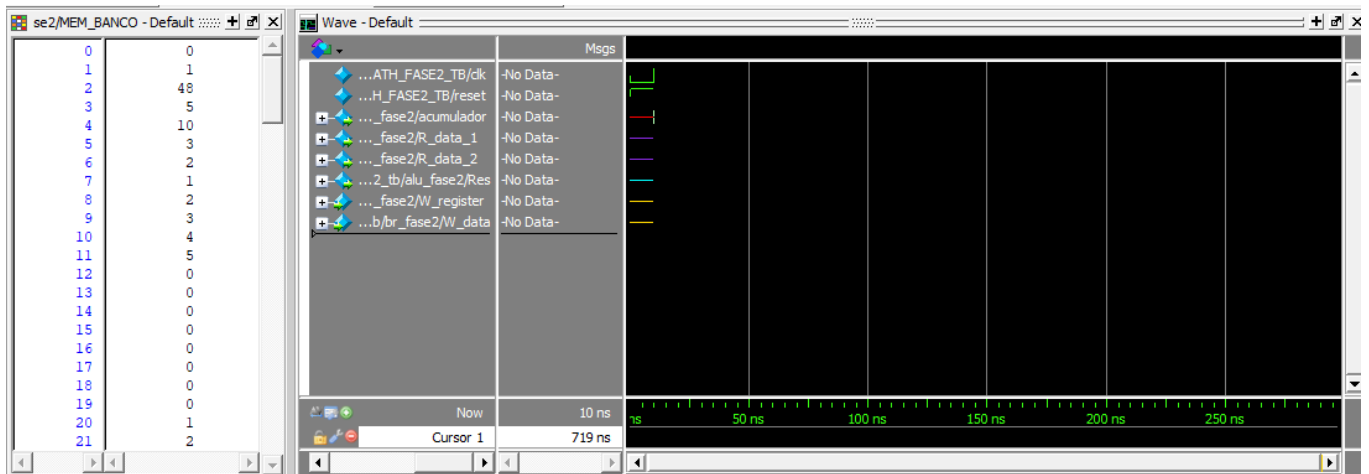 se2/MEM_BANCO - Default
0 0
1 1
2 48
3 5
4 10
5 3
6 2
7 1
8 2
9 3
10 4
11 5
12 0
13 0
14 0
15 0
16 0
17 0
18 0
19 0
20 1
21 2
Wave - Default
Msgs
...ATH_FASE2_TB/clk -No Data-
...H_FASE2_TB/reset -No Data-
..._fase2/acumulador -No Data-
..._fase2/R_data_1 -No Data-
..._fase2/R_data_2 -No Data-
...2_tb/alu_fase2/Res -No Data-
..._fase2/W_register -No Data-
...b/br_fase2/W_data -No Data-
Now 10 ns
ns 50 ns 100 ns 150 ns 200 ns 250 ns
Cursor 1 719 ns